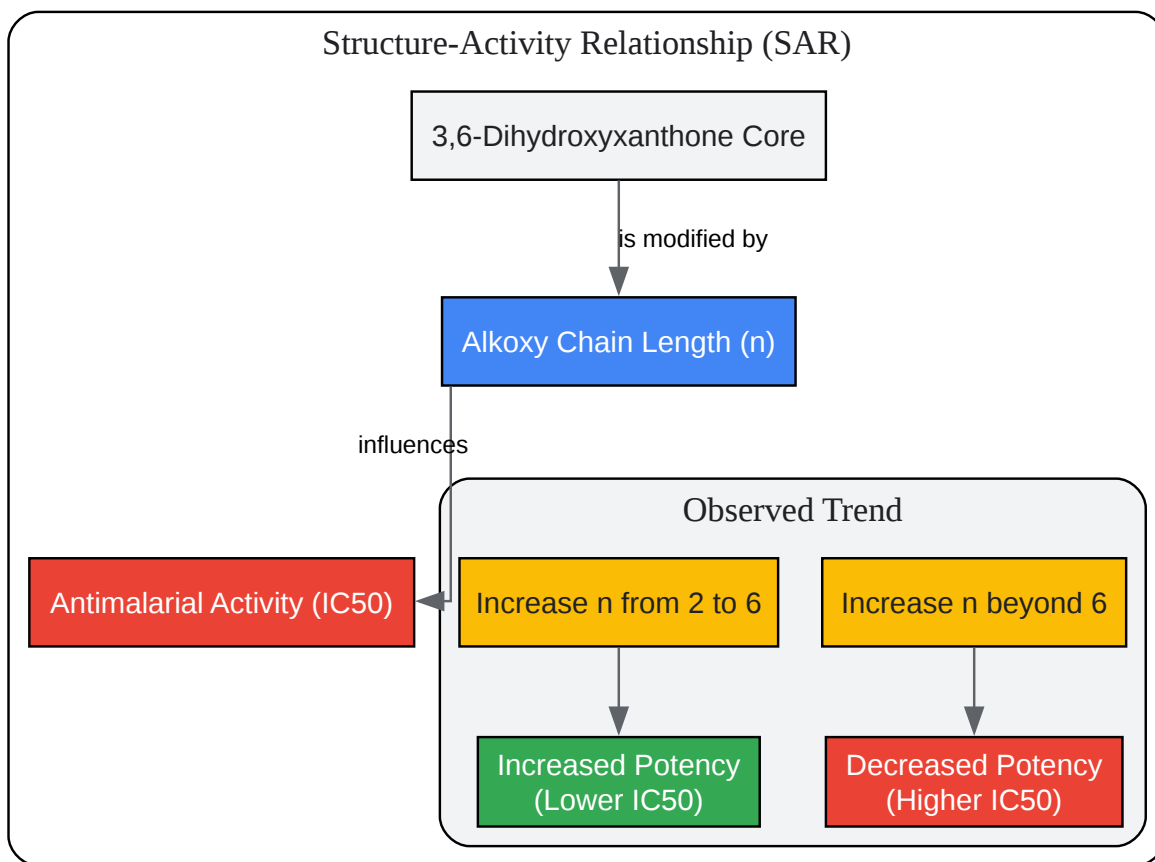 Structure-Activity Relationship (SAR)
3,6-Dihydroxyxanthone Core
is modified by
Alkoxy Chain Length (n)
influences
Observed Trend
Antimalarial Activity (IC50)
Increase n from 2 to 6
Increase n beyond 6
Increased Potency
(Lower IC50)
Decreased Potency
(Higher IC50)